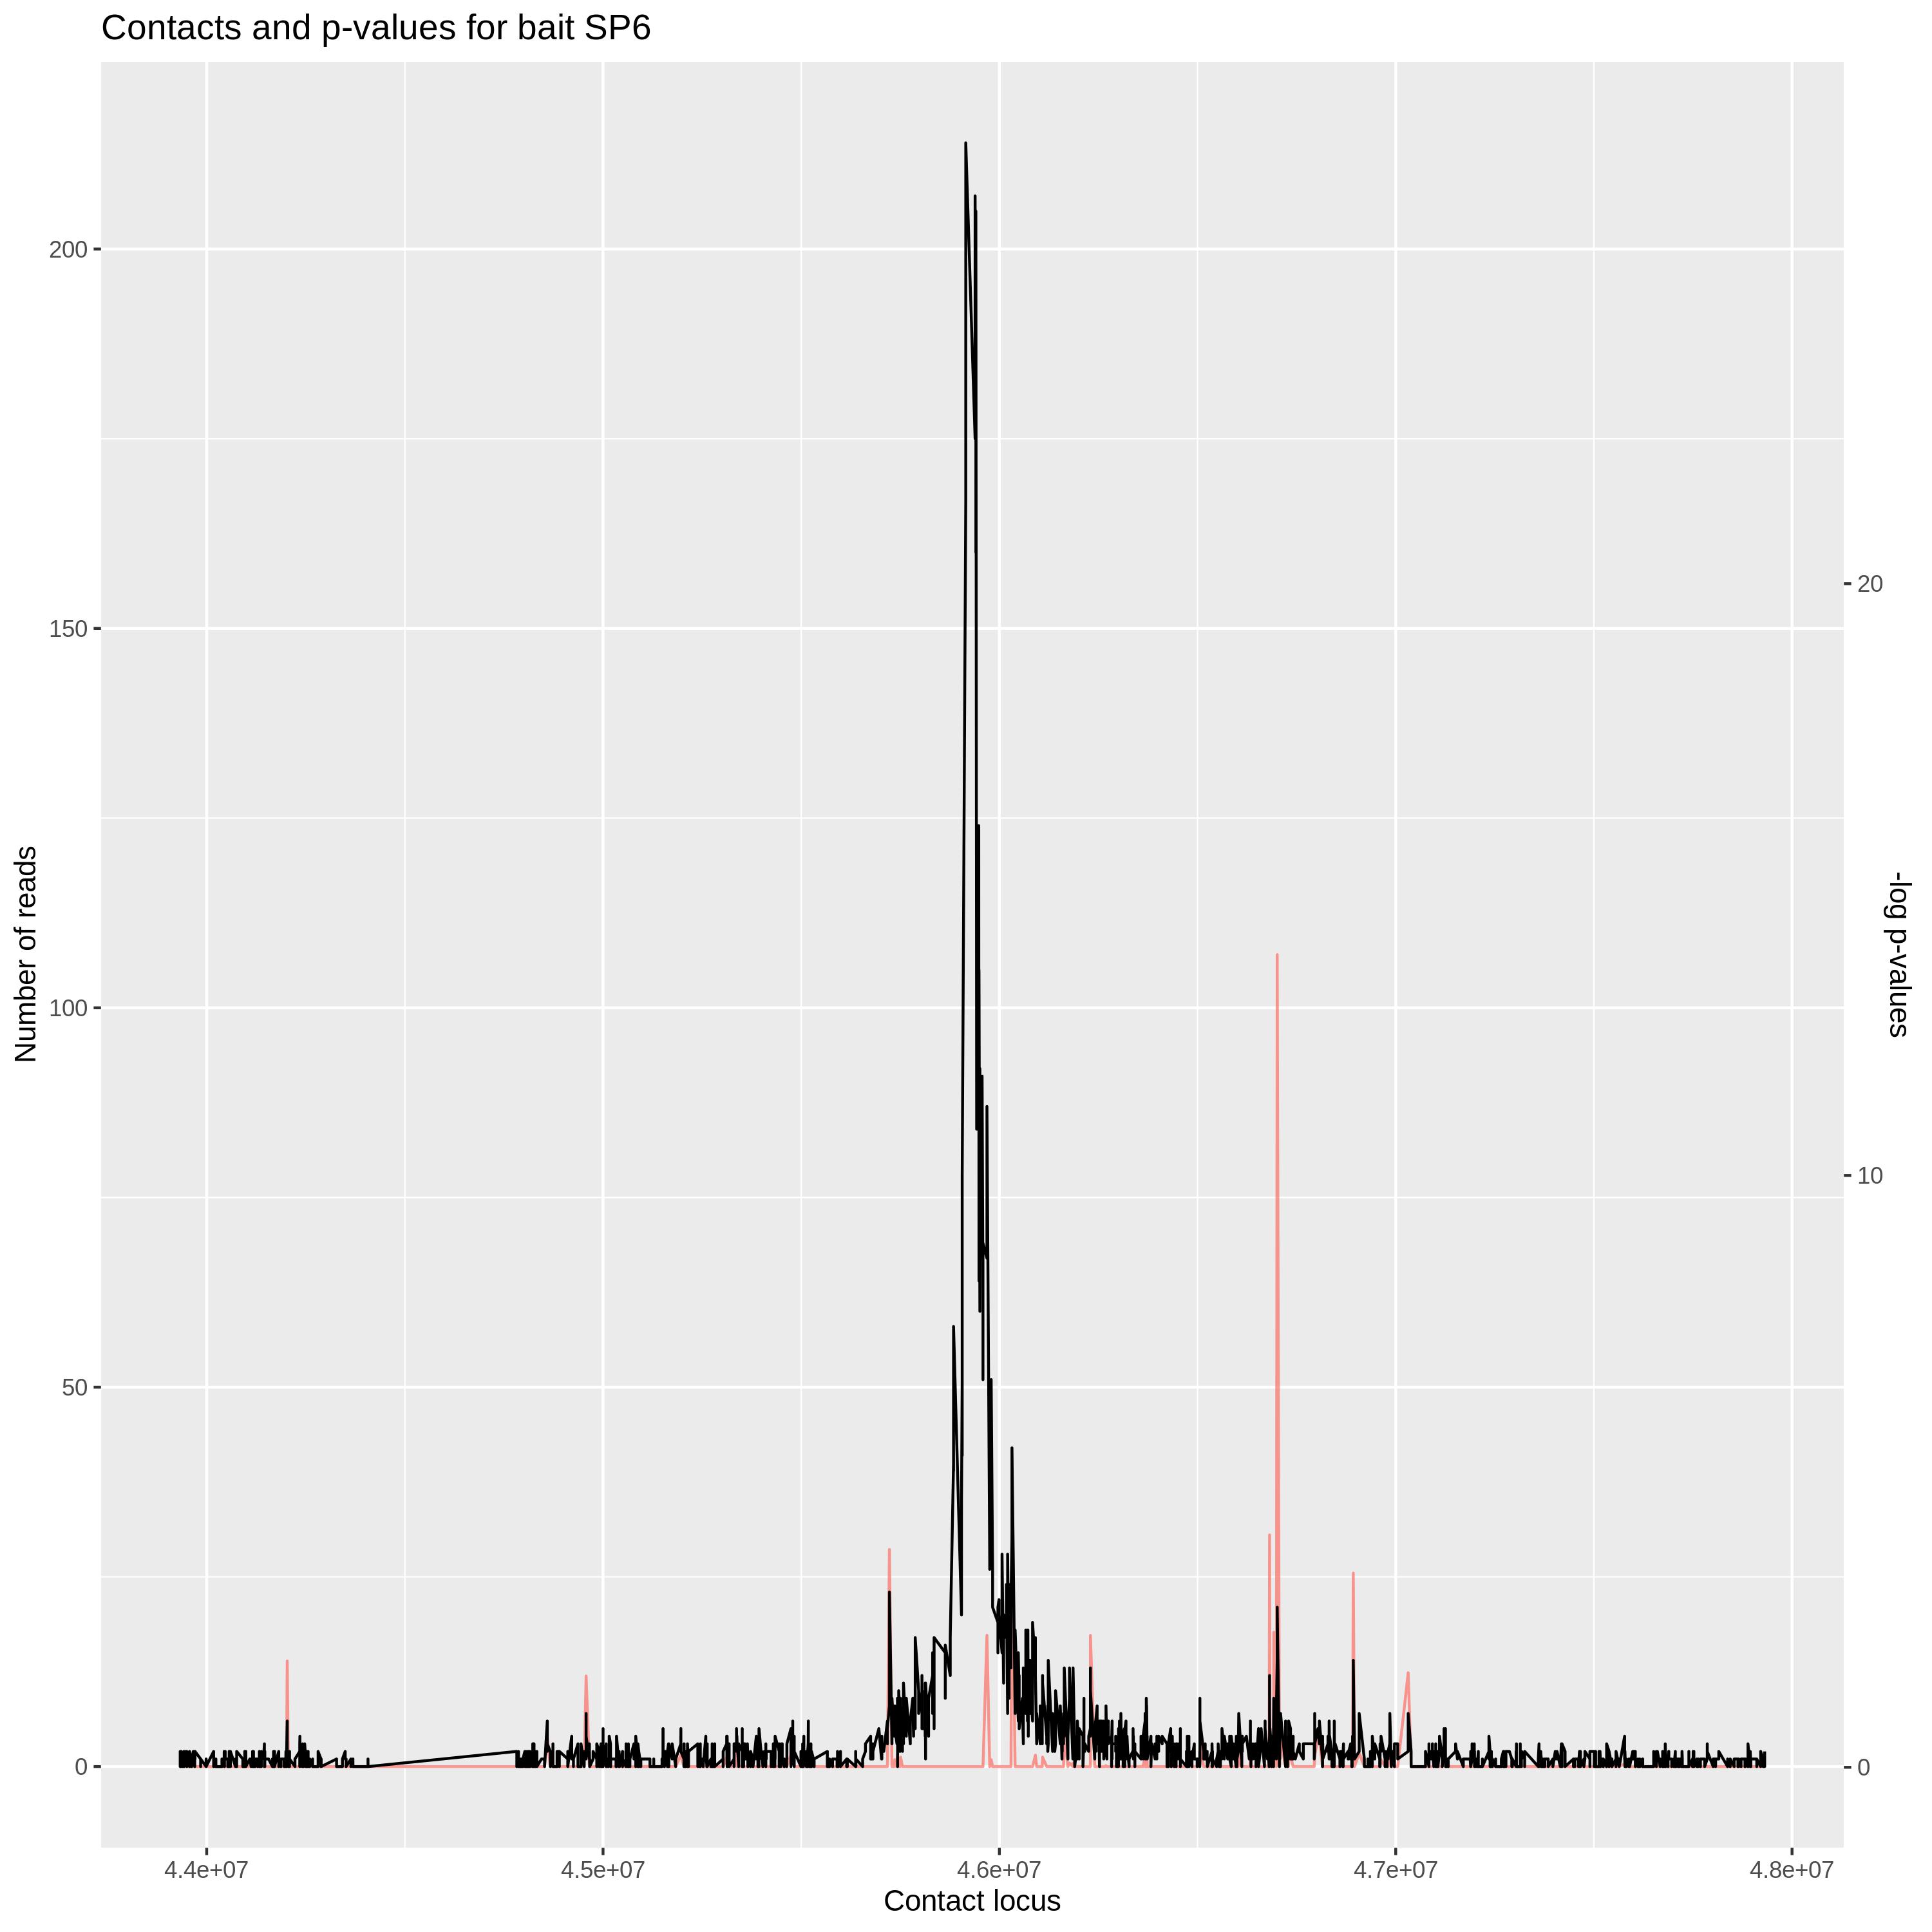 Contacts and p-values for bait SP6
200
150
100
50
0
Number of reads
20
10
0
-log p-values
4.4e+07
4.5e+07
4.6e+07
4.7e+07
4.8e+07
Contact locus